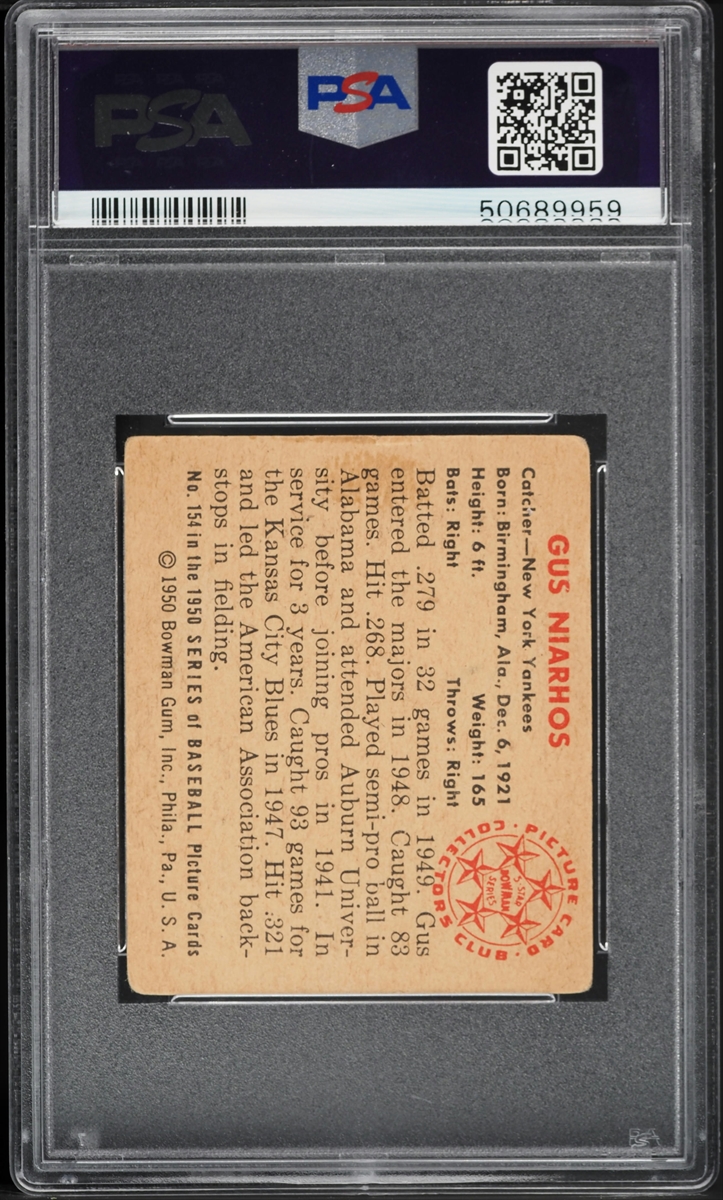 PSA
PSA
50689959
GUS NIARHOS
Catcher—New York Yankees
Born: Birmingham, Ala., Dec. 6, 1921
Height: 6 ft. Weight: 165
Bats: Right Throws: Right
PICTURE CARD
COLLECTORS CLUB
5-STAR
BOWMAN
SERIES
Batted .279 in 32 games in 1949. Gus
entered the majors in 1948. Caught 83
games. Hit .268. Played semi-pro ball in
Alabama and attended Auburn Univer-
sity before joining pros in 1941. In
service for 3 years. Caught 93 games for
the Kansas City Blues in 1947. Hit .321
and led the American Association back-
stops in fielding.
No. 154 in the 1950 SERIES of BASEBALL Picture Cards
© 1950 Bowman Gum, Inc., Phila., Pa., U. S. A.
PSA